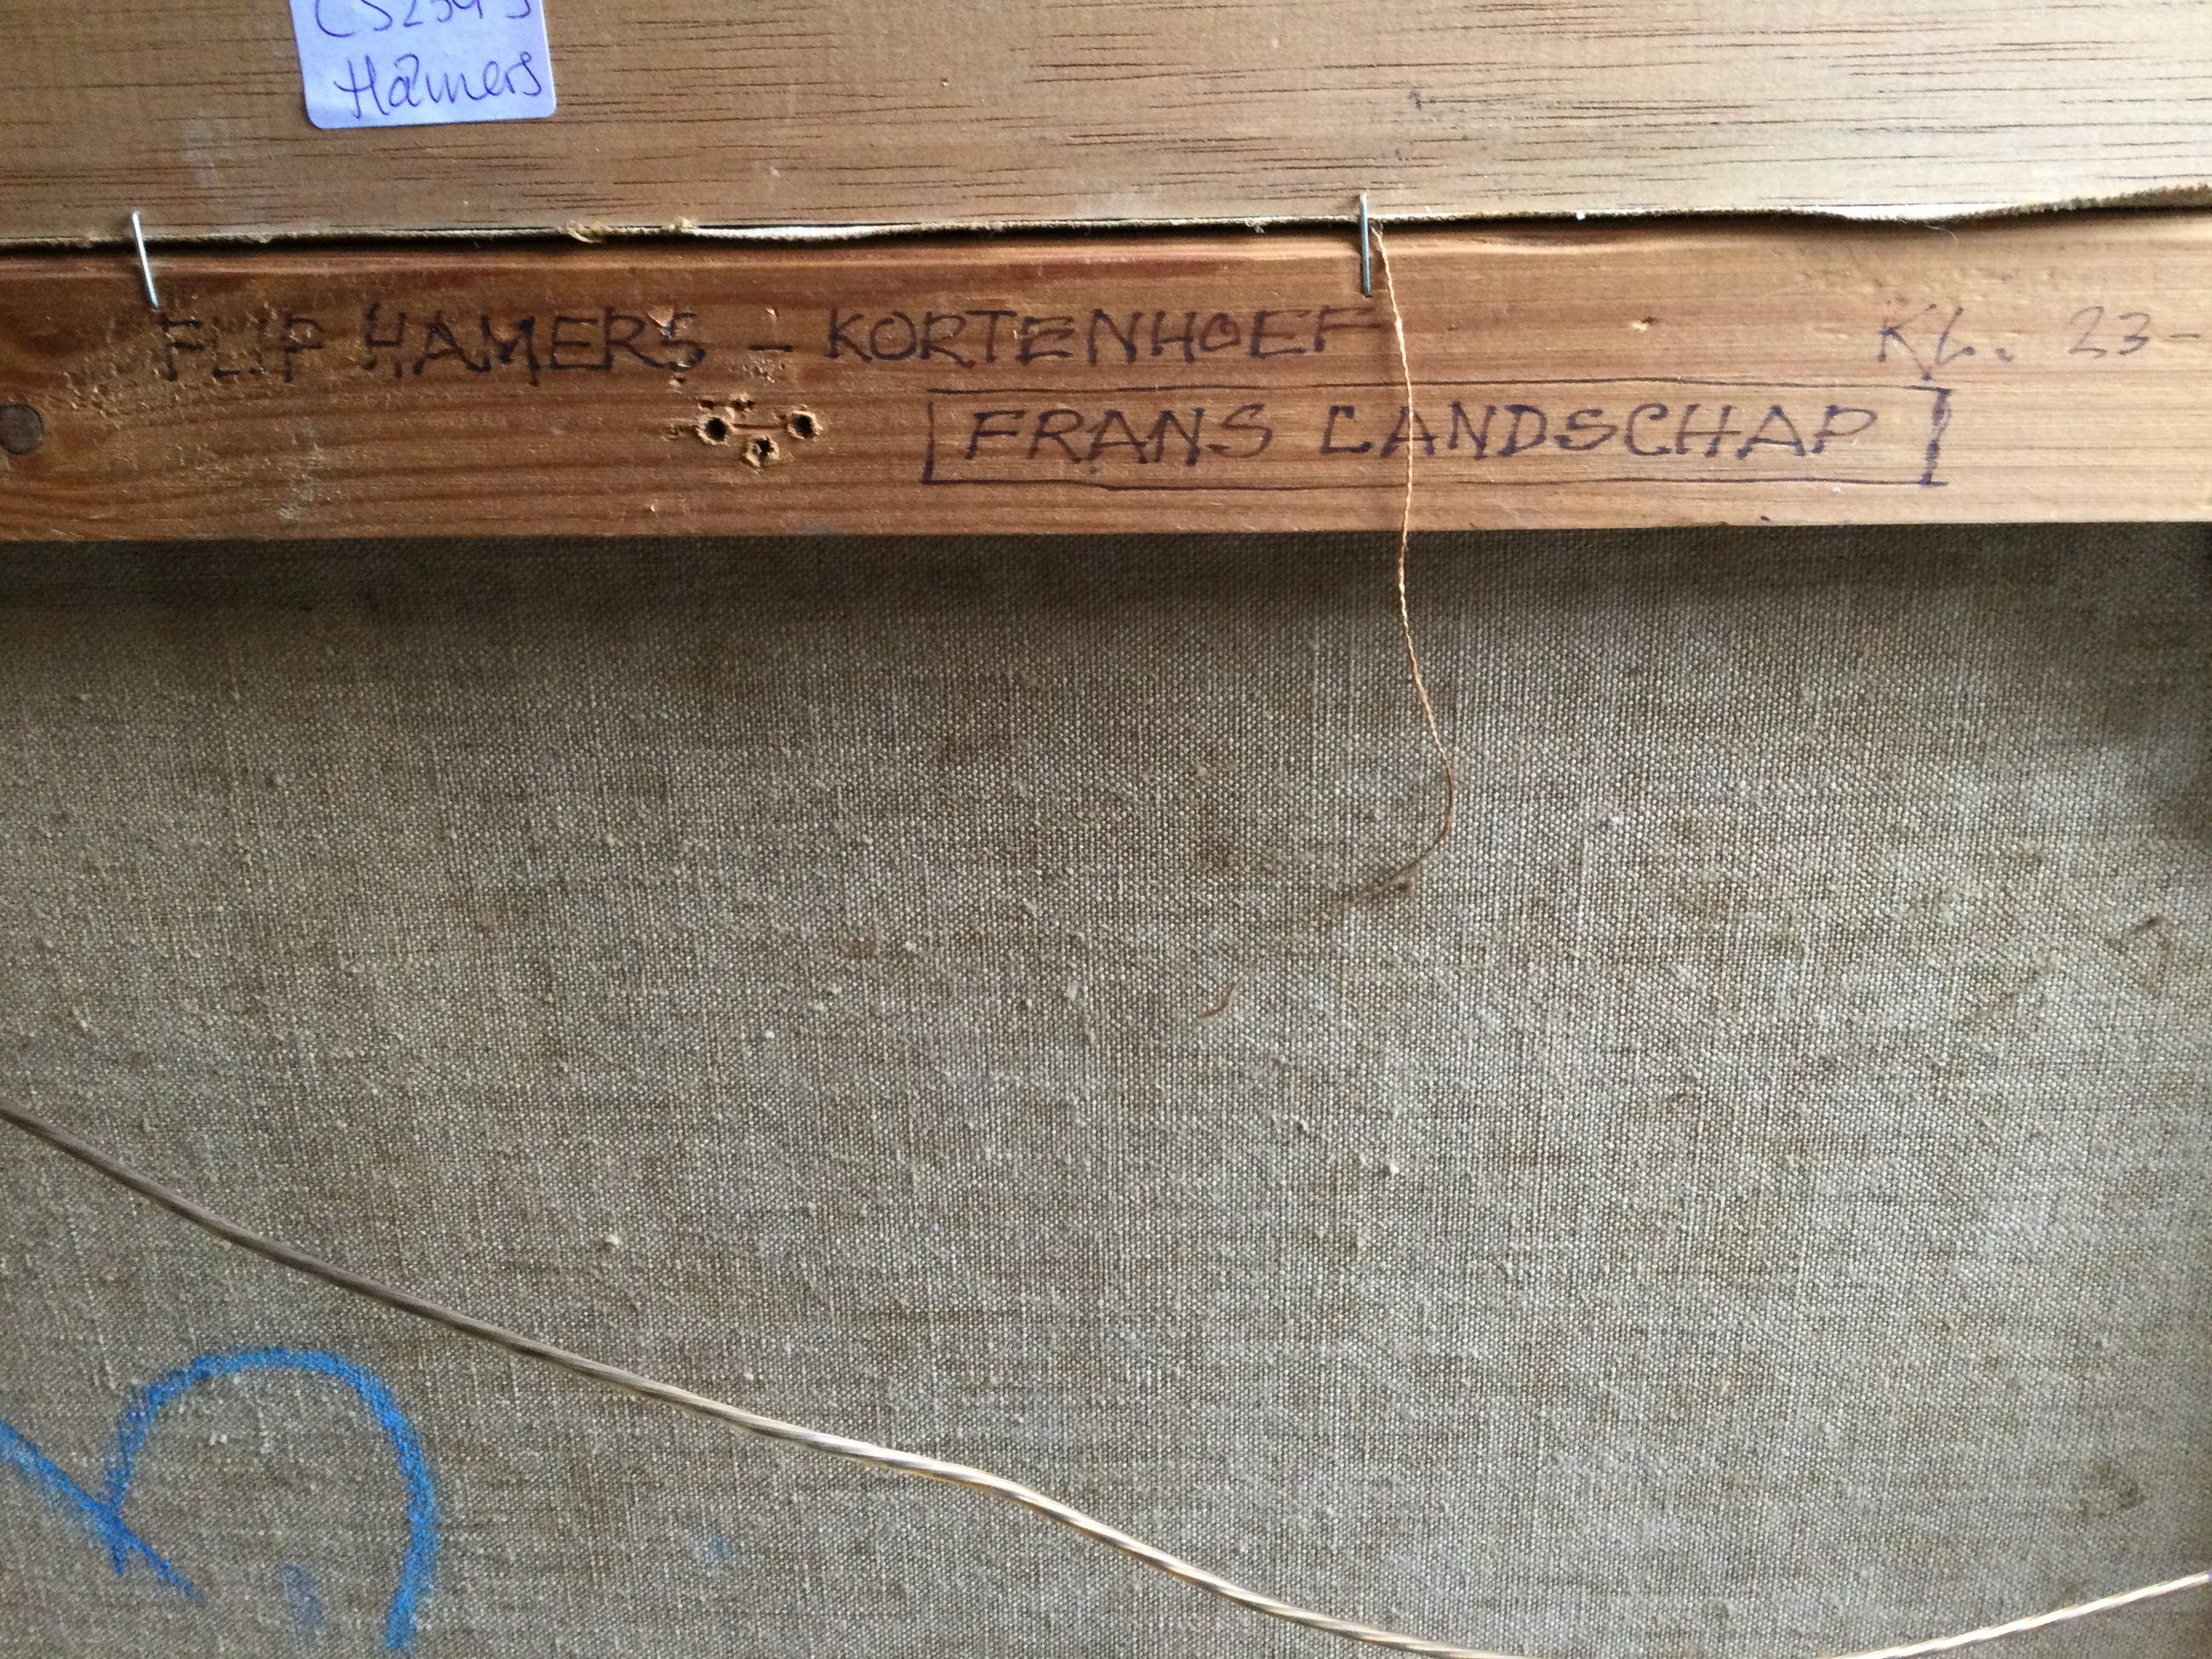 Hamers
FLIP HAMERS – KORTENHOEF KL. 23-
FRANS LANDSCHAP